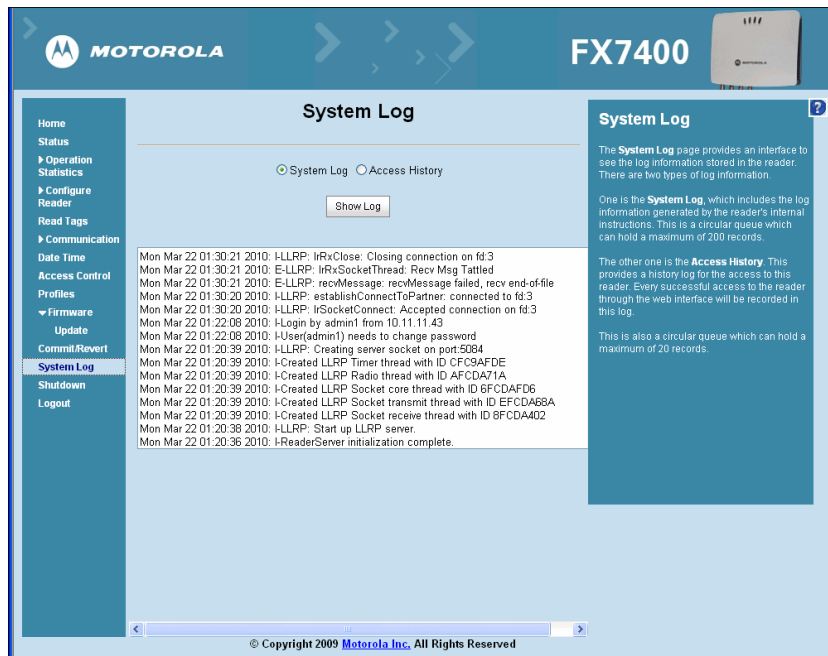 MOTOROLA
FX7400
Home
Status
Operation
Statistics
Configure
Reader
Read Tags
Communication
Date Time
Access Control
Profiles
Firmware
Update
Commit/Revert
System Log
Shutdown
Logout
System Log
System Log Access History
Show Log
Mon Mar 22 01:30:21 2010: I-LLRP: IrRxClose: Closing connection on fd:3
Mon Mar 22 01:30:21 2010: E-LLRP: IrRxSocketThread: Recv Msg Tattled
Mon Mar 22 01:30:21 2010: E-LLRP: recvMessage: recvMessage failed, recv end-of-file
Mon Mar 22 01:30:20 2010: I-LLRP: establishConnectToPartner: connected to fd:3
Mon Mar 22 01:30:20 2010: I-LLRP: IrSocketConnect: Accepted connection on fd:3
Mon Mar 22 01:22:08 2010: I-Login by admin1 from 10.11.11.43
Mon Mar 22 01:22:08 2010: I-User(admin1) needs to change password
Mon Mar 22 01:20:39 2010: I-LLRP: Creating server socket on port:5084
Mon Mar 22 01:20:39 2010: I-Created LLRP Timer thread with ID CFC9AFDE
Mon Mar 22 01:20:39 2010: I-Created LLRP Radio thread with ID AFCDA71A
Mon Mar 22 01:20:39 2010: I-Created LLRP Socket core thread with ID 6FCDAFD6
Mon Mar 22 01:20:39 2010: I-Created LLRP Socket transmit thread with ID EFCDA68A
Mon Mar 22 01:20:39 2010: I-Created LLRP Socket receive thread with ID 8FCDA402
Mon Mar 22 01:20:38 2010: I-LLRP: Start up LLRP server.
Mon Mar 22 01:20:36 2010: I-ReaderServer initialization complete.
?
System Log
The System Log page provides an interface to
see the log information stored in the reader.
There are two types of log information.
One is the System Log, which includes the log
information generated by the reader's internal
instructions. This is a circular queue which
can hold a maximum of 200 records.
The other one is the Access History. This
provides a history log for the access to this
reader. Every successful access to the reader
through the web interface will be recorded in
this log.
This is also a circular queue which can hold a
maximum of 20 records.
© Copyright 2009 Motorola Inc, All Rights Reserved